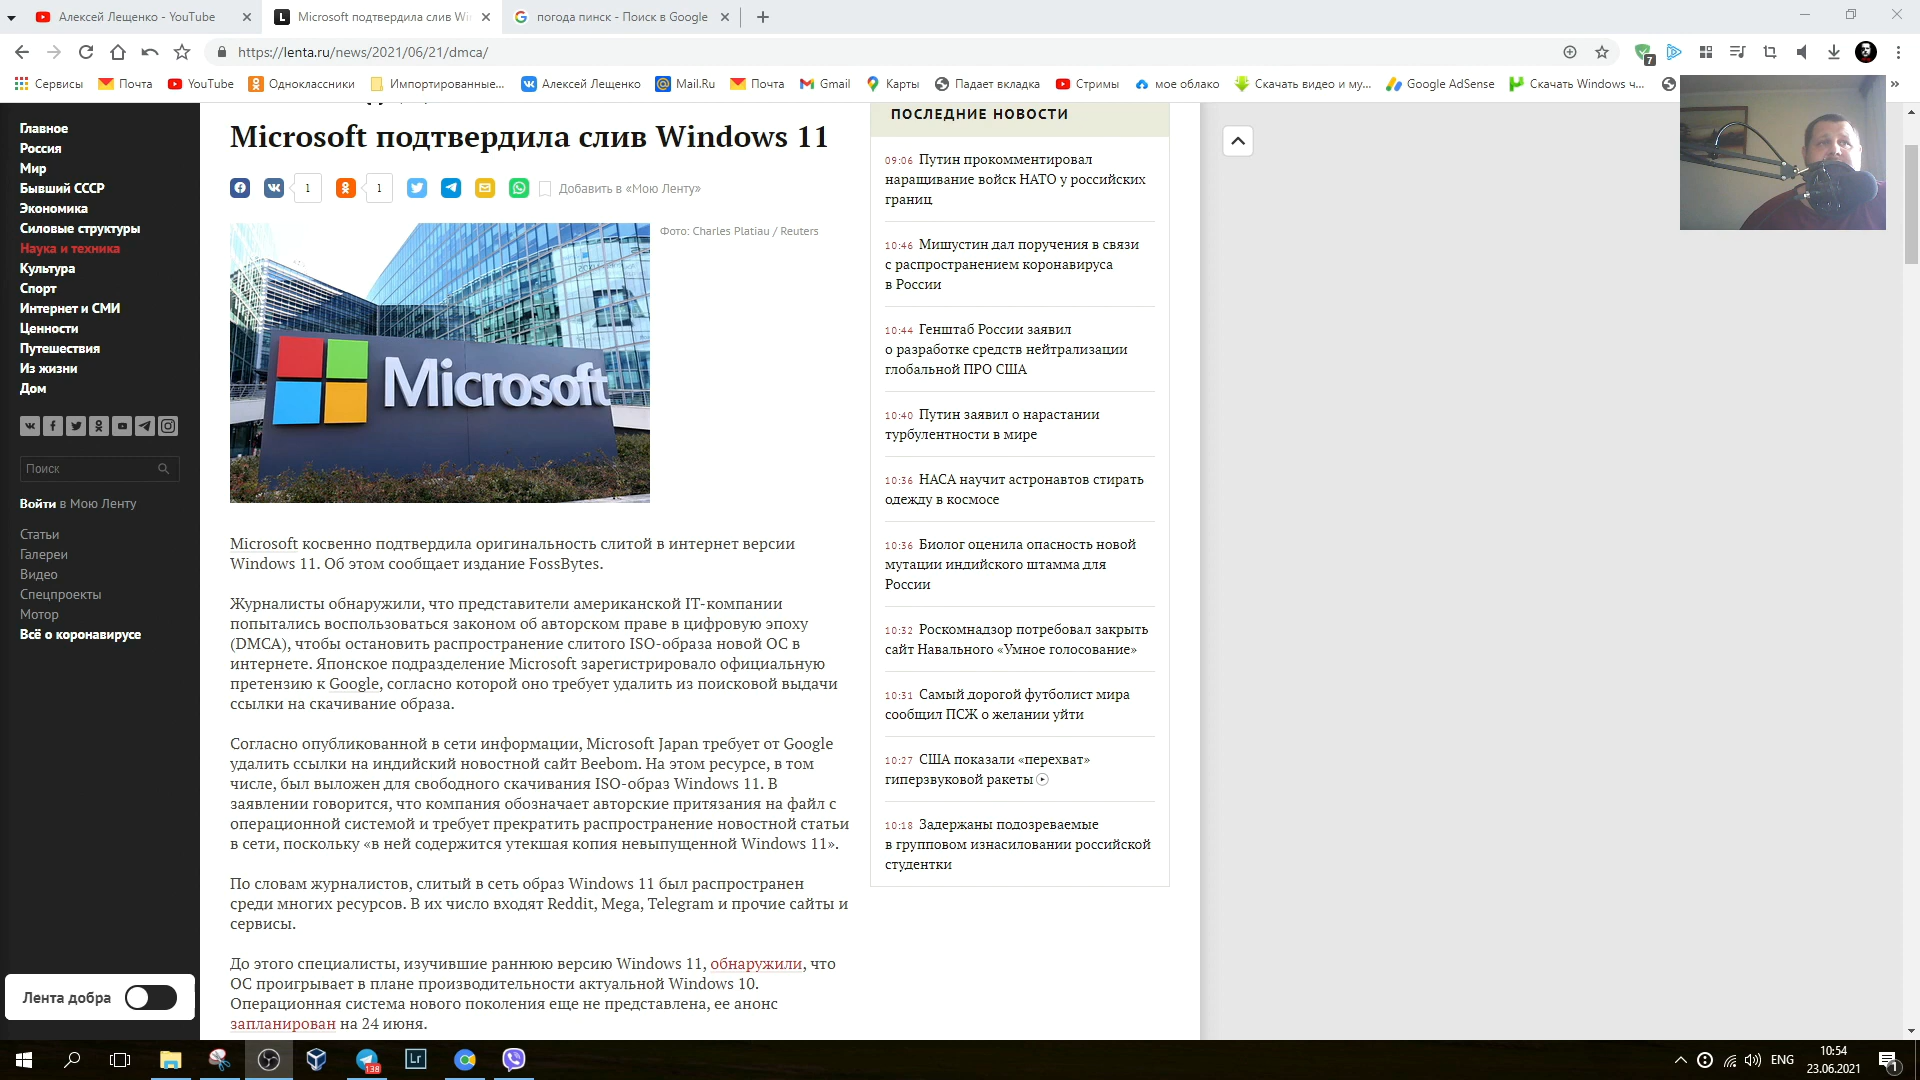 Алексей Лещенко - YouTube
Microsoft подтвердила слив Wi
погода пинск - Поиск в Google
https://lenta.ru/news/2021/06/21/dmca/
7
Сервисы
Почта
YouTube
Одноклассники
Импортированные...
Алексей Лещенко
Mail.Ru
Почта
Gmail
Карты
Падает вкладка
Стримы
мое облако
Скачать видео и му...
Google AdSense
Скачать Windows ч...
»
Главное
Россия
Мир
Бывший СССР
Экономика
Силовые структуры
Наука и техника
Культура
Спорт
Интернет и СМИ
Ценности
Путешествия
Из жизни
Дом
Поиск
Войти в Мою Ленту
Статьи
Галереи
Видео
Спецпроекты
Мотор
Всё о коронавирусе
Лента добра
Microsoft подтвердила слив Windows 11
1
1
Добавить в «Мою Ленту»
Фото: Charles Platiau / Reuters
Microsoft
Microsoft косвенно подтвердила оригинальность слитой в интернет версии
Windows 11. Об этом сообщает издание FossBytes.
Журналисты обнаружили, что представители американской IT-компании
попытались воспользоваться законом об авторском праве в цифровую эпоху
(DMCA), чтобы остановить распространение слитого ISO-образа новой ОС в
интернете. Японское подразделение Microsoft зарегистрировало официальную
претензию к Google, согласно которой оно требует удалить из поисковой выдачи
ссылки на скачивание образа.
Согласно опубликованной в сети информации, Microsoft Japan требует от Google
удалить ссылки на индийский новостной сайт Beebom. На этом ресурсе, в том
числе, был выложен для свободного скачивания ISO-образ Windows 11. В
заявлении говорится, что компания обозначает авторские притязания на файл с
операционной системой и требует прекратить распространение новостной статьи
в сети, поскольку «в ней содержится утекшая копия невыпущенной Windows 11».
По словам журналистов, слитый в сеть образ Windows 11 был распространен
среди многих ресурсов. В их число входят Reddit, Mega, Telegram и прочие сайты и
сервисы.
До этого специалисты, изучившие раннюю версию Windows 11, обнаружили, что
ОС проигрывает в плане производительности актуальной Windows 10.
Операционная система нового поколения еще не представлена, ее анонс
запланирован на 24 июня.
ПОСЛЕДНИЕ НОВОСТИ
09:06 Путин прокомментировал
наращивание войск НАТО у российских
границ
10:46 Мишустин дал поручения в связи
с распространением коронавируса
в России
10:44 Генштаб России заявил
о разработке средств нейтрализации
глобальной ПРО США
10:40 Путин заявил о нарастании
турбулентности в мире
10:36 НАСА научит астронавтов стирать
одежду в космосе
10:36 Биолог оценила опасность новой
мутации индийского штамма для
России
10:32 Роскомнадзор потребовал закрыть
сайт Навального «Умное голосование»
10:31 Самый дорогой футболист мира
сообщил ПСЖ о желании уйти
10:27 США показали «перехват»
гиперзвуковой ракеты
10:18 Задержаны подозреваемые
в групповом изнасиловании российской
студентки
138
Lr
ENG
10:54
23.06.2021
1